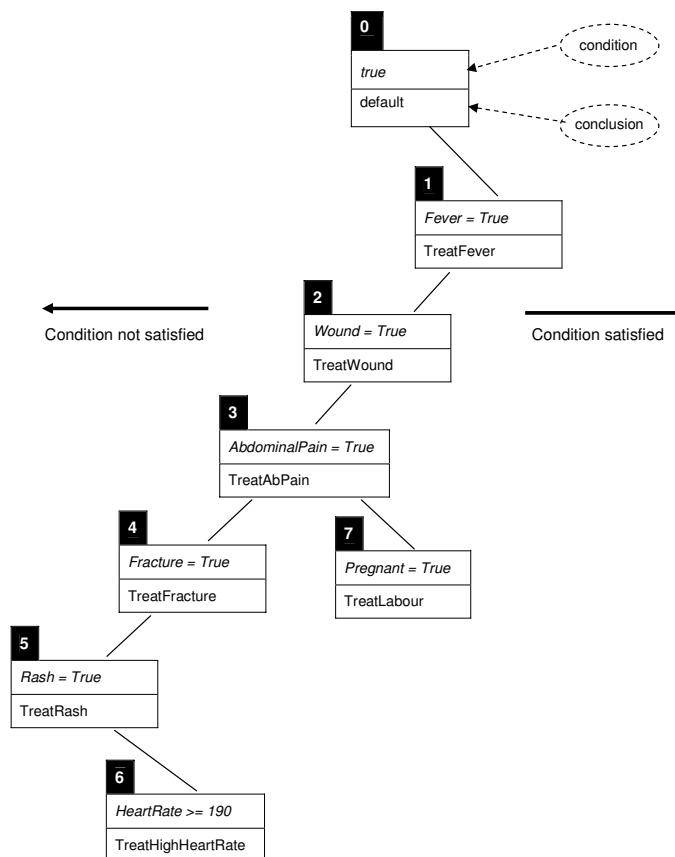 0
true
default
condition
conclusion
1
Fever = True
TreatFever
Condition not satisfied
2
Wound = True
TreatWound
Condition satisfied
3
AbdominalPain = True
TreatAbPain
4
Fracture = True
TreatFracture
7
Pregnant = True
TreatLabour
5
Rash = True
TreatRash
6
HeartRate >= 190
TreatHighHeartRate